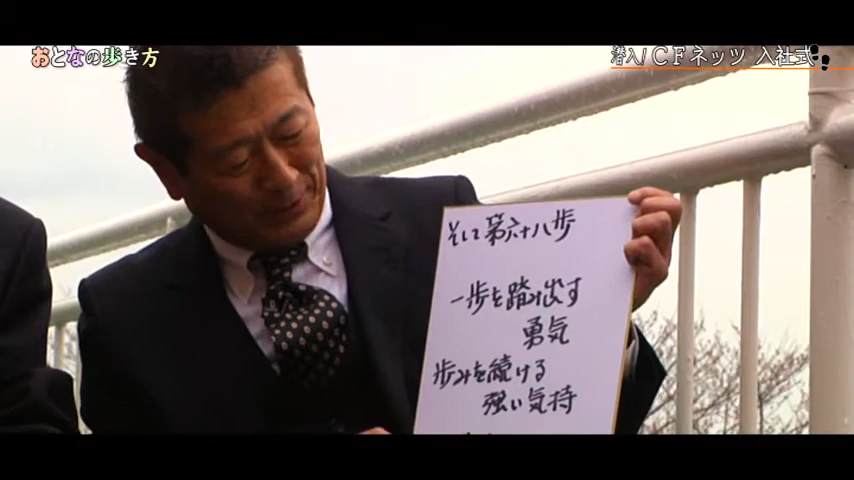 おとなの歩き方
潜入!CFネッツ 入社式
そして第六十八歩
一歩を踏み出す
勇気
歩みを続ける
強い気持